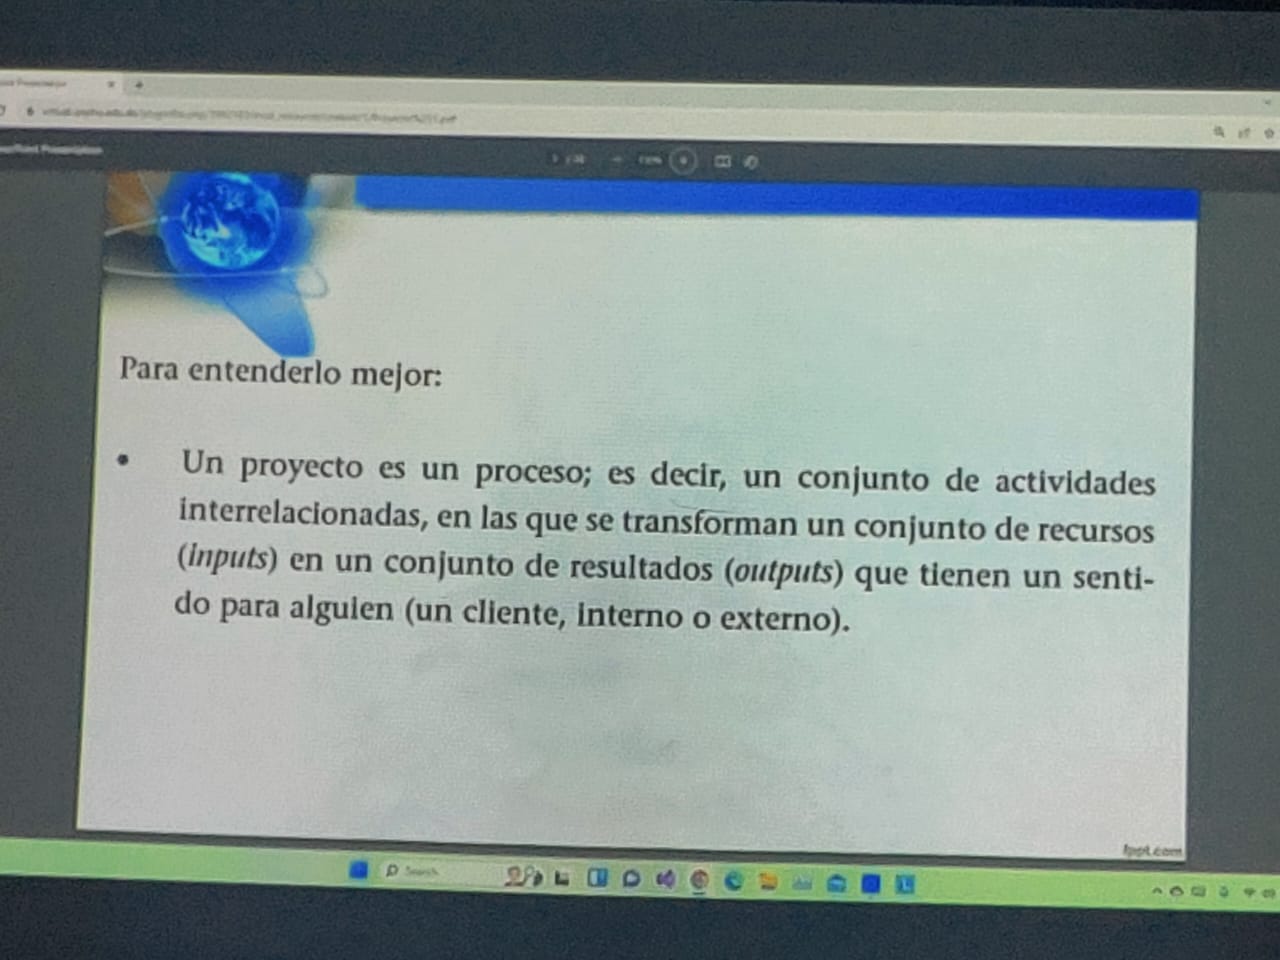 Para entenderlo mejor:
• Un proyecto es un proceso; es decir, un conjunto de actividades
interrelacionadas, en las que se transforman un conjunto de recursos
(inputs) en un conjunto de resultados (outputs) que tienen un senti-
do para alguien (un cliente, interno o externo).
fppt.com
Search